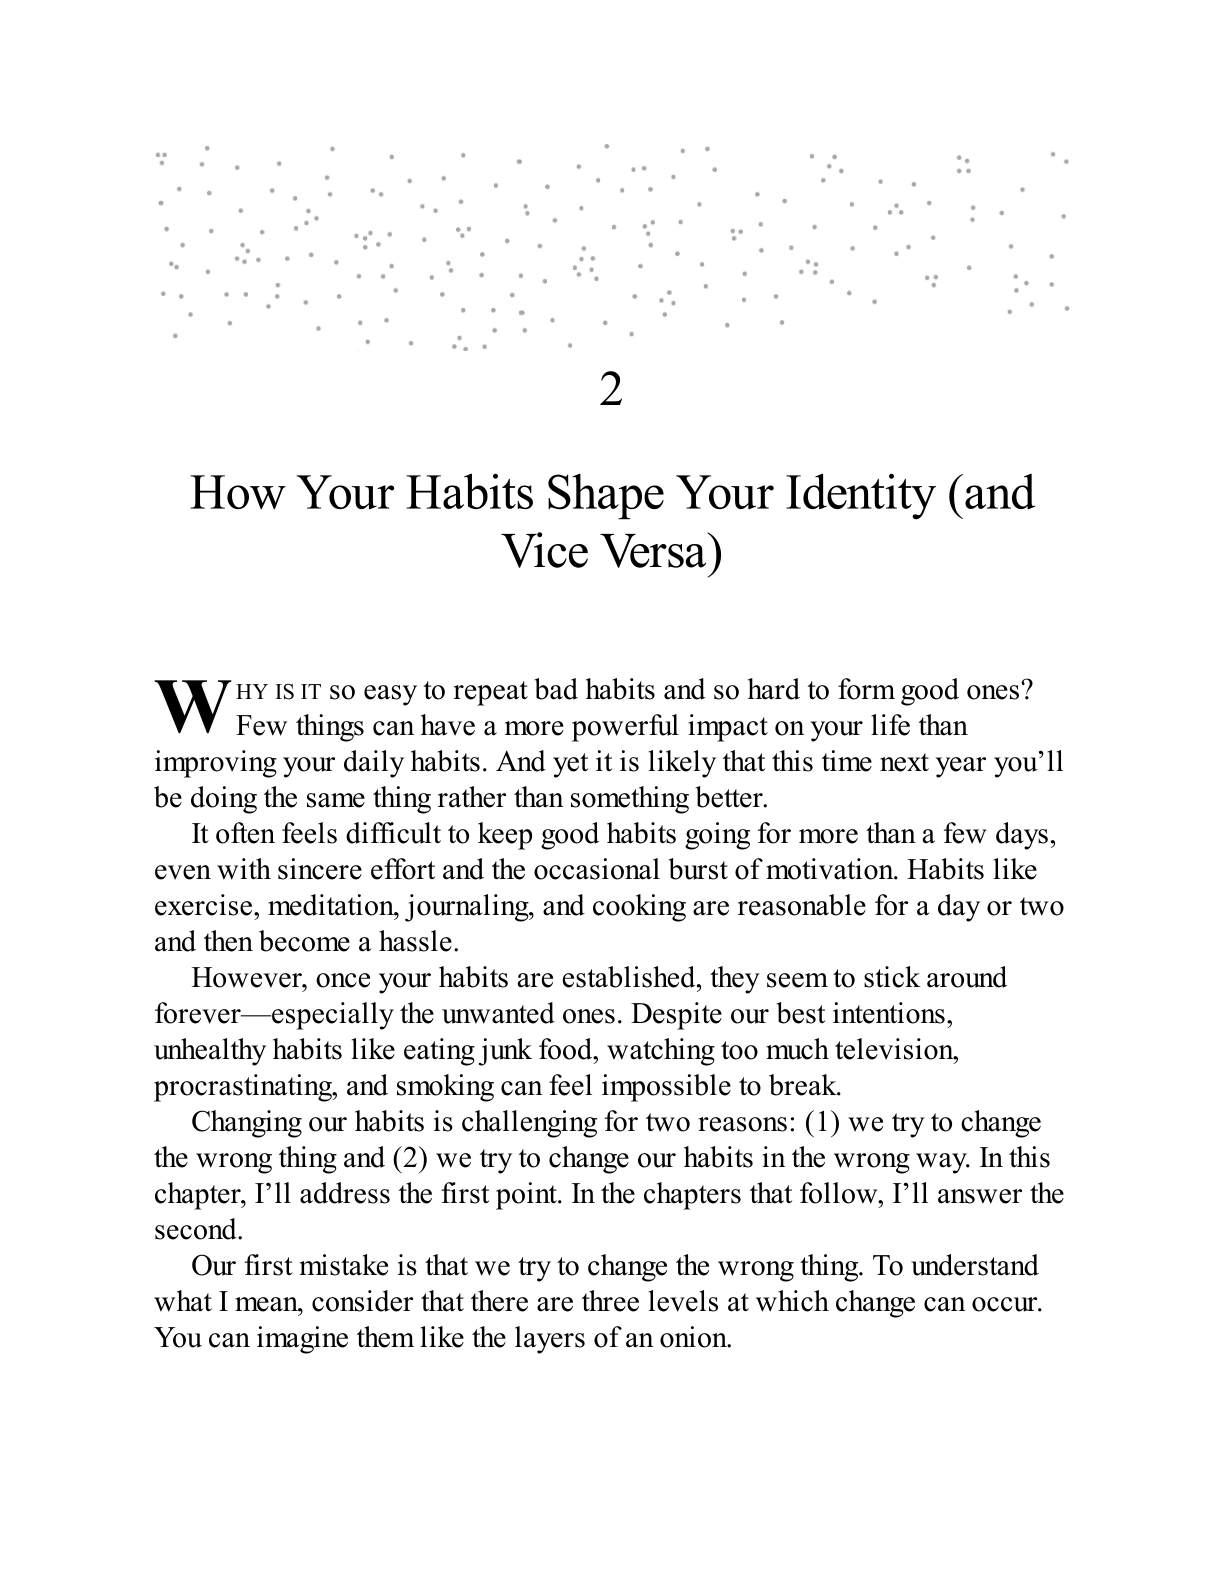 2
How Your Habits Shape Your Identity (and
Vice Versa)
WHY IS IT so easy to repeat bad habits and so hard to form good ones?
Few things can have a more powerful impact on your life than
improving your daily habits. And yet it is likely that this time next year you’ll
be doing the same thing rather than something better.
It often feels difficult to keep good habits going for more than a few days,
even with sincere effort and the occasional burst of motivation. Habits like
exercise, meditation, journaling, and cooking are reasonable for a day or two
and then become a hassle.
However, once your habits are established, they seem to stick around
forever—especially the unwanted ones. Despite our best intentions,
unhealthy habits like eating junk food, watching too much television,
procrastinating, and smoking can feel impossible to break.
Changing our habits is challenging for two reasons: (1) we try to change
the wrong thing and (2) we try to change our habits in the wrong way. In this
chapter, I’ll address the first point. In the chapters that follow, I’ll answer the
second.
Our first mistake is that we try to change the wrong thing. To understand
what I mean, consider that there are three levels at which change can occur.
You can imagine them like the layers of an onion.